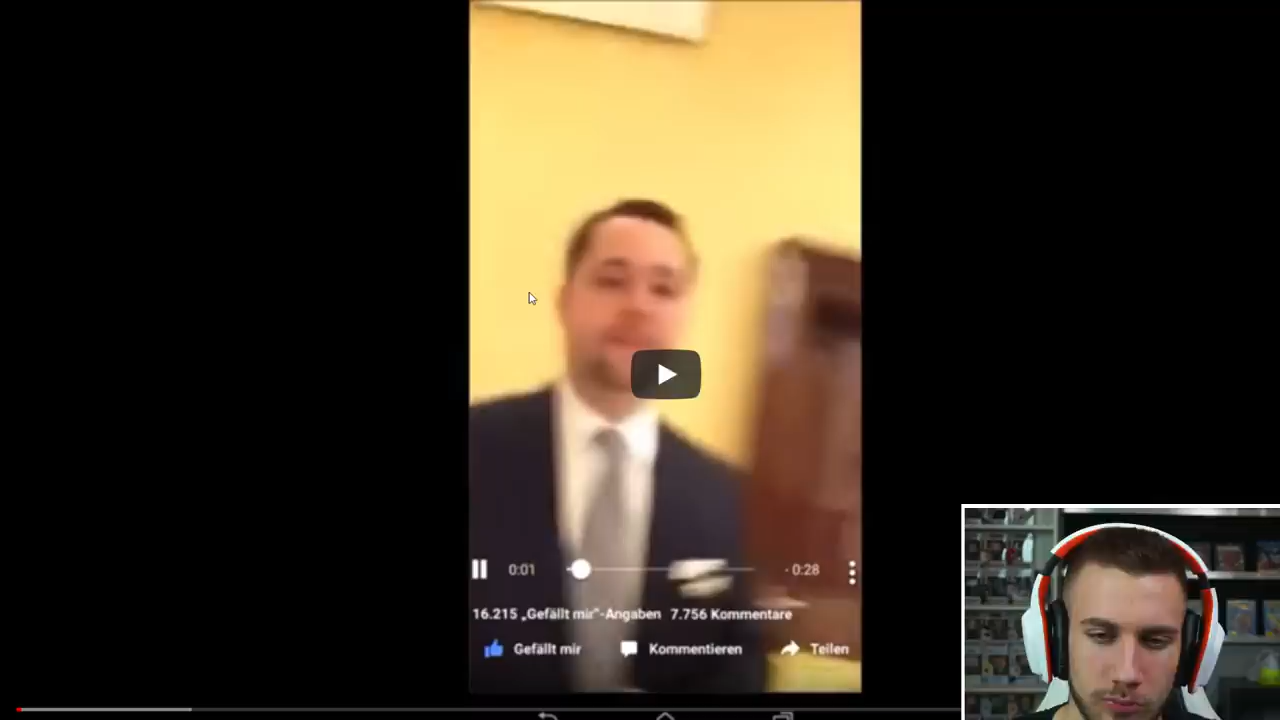 0:01 - 0:28
16.215 „Gefällt mir“-Angaben 7.756 Kommentare
Gefällt mir Kommentieren Teilen